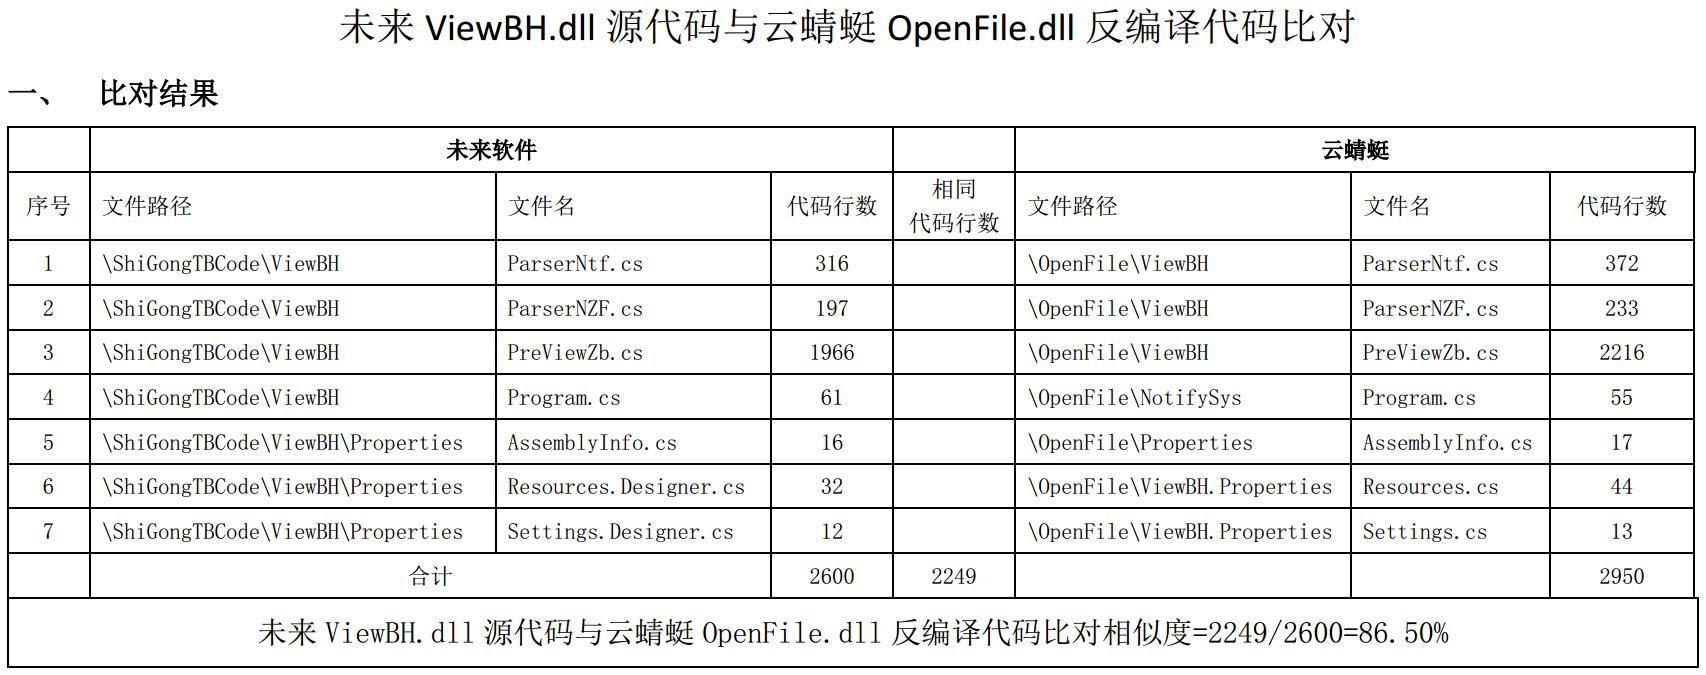 未来 ViewBH.dll 源代码与云蜻蜓 OpenFile.dll 反编译代码比对
一、 比对结果
未来软件 云蜻蜓
序号 文件路径 文件名 代码行数 相同代码行数 文件路径 文件名 代码行数
1 \ShiGongTBCode\ViewBH ParserNtf.cs 316 \OpenFile\ViewBH ParserNtf.cs 372
2 \ShiGongTBCode\ViewBH ParserNZF.cs 197 \OpenFile\ViewBH ParserNZF.cs 233
3 \ShiGongTBCode\ViewBH PreViewZb.cs 1966 \OpenFile\ViewBH PreViewZb.cs 2216
4 \ShiGongTBCode\ViewBH Program.cs 61 \OpenFile\NotifySys Program.cs 55
5 \ShiGongTBCode\ViewBH\Properties AssemblyInfo.cs 16 \OpenFile\Properties AssemblyInfo.cs 17
6 \ShiGongTBCode\ViewBH\Properties Resources.Designer.cs 32 \OpenFile\ViewBH.Properties Resources.cs 44
7 \ShiGongTBCode\ViewBH\Properties Settings.Designer.cs 12 \OpenFile\ViewBH.Properties Settings.cs 13
合计 2600 2249 2950
未来 ViewBH.dll 源代码与云蜻蜓 OpenFile.dll 反编译代码比对相似度=2249/2600=86.50%